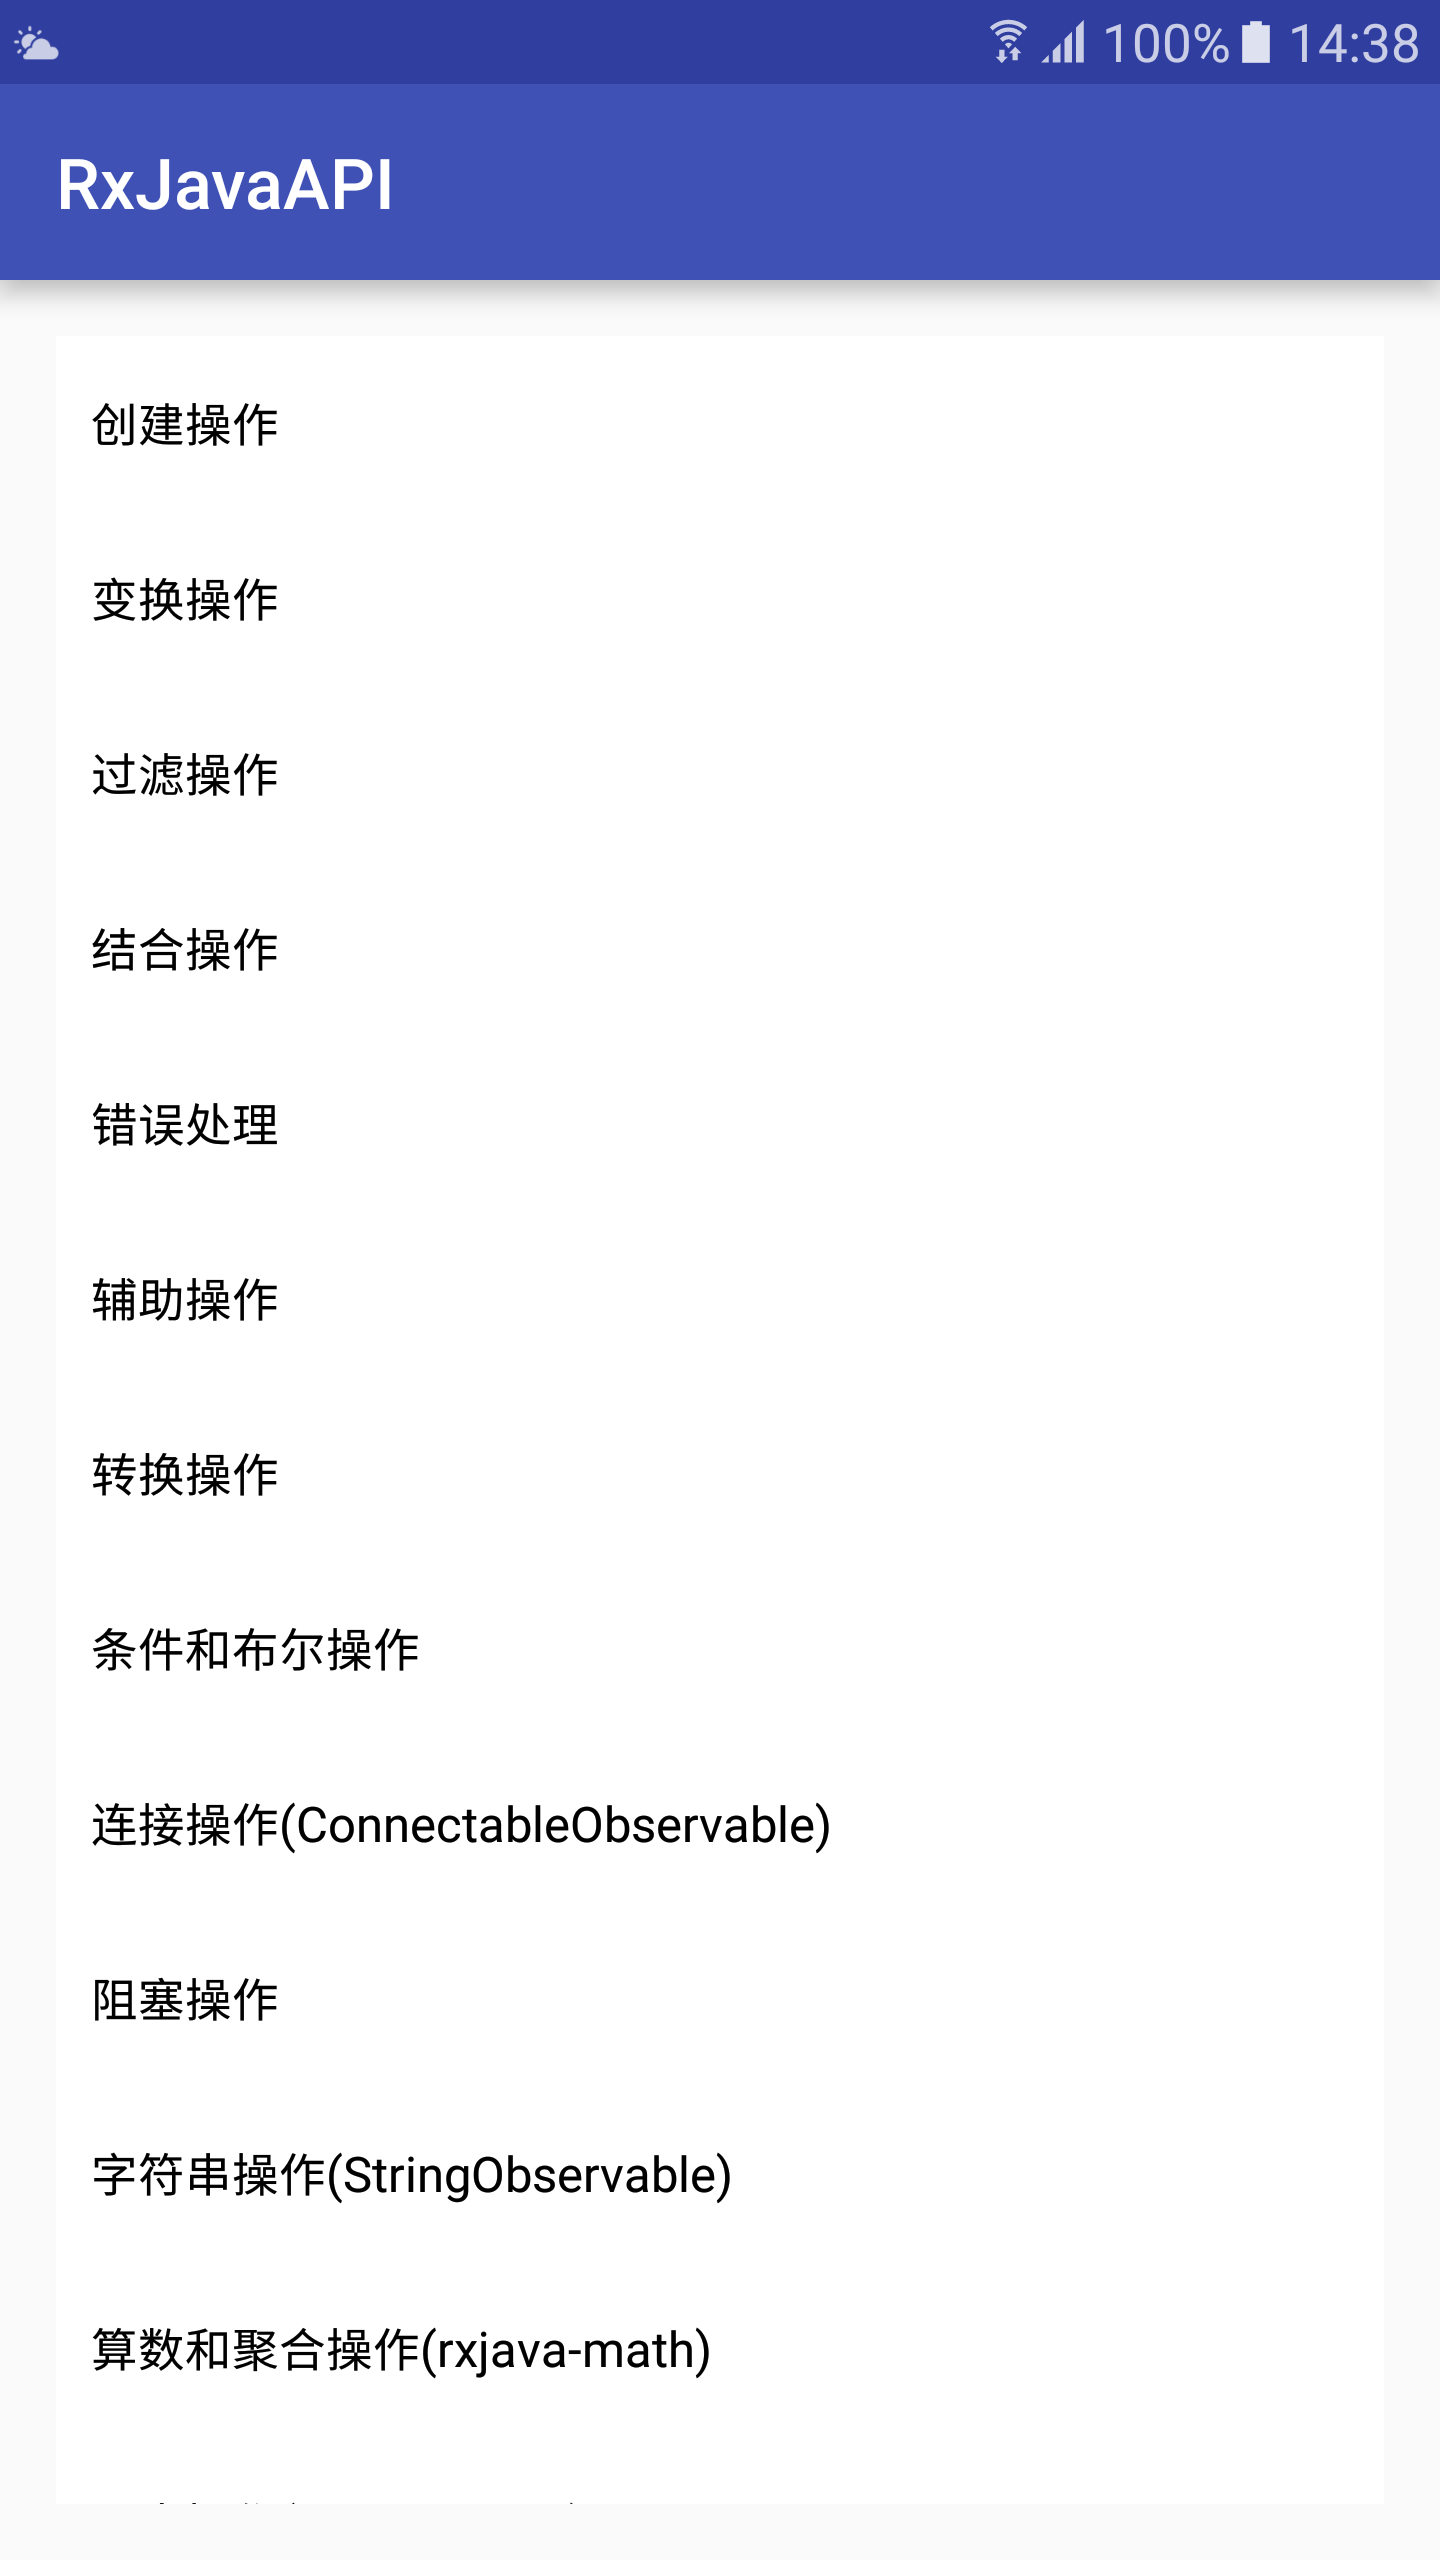 100% 14:38
RxJavaAPI
创建操作
变换操作
过滤操作
结合操作
错误处理
辅助操作
转换操作
条件和布尔操作
连接操作(ConnectableObservable)
阻塞操作
字符串操作(StringObservable)
算数和聚合操作(rxjava-math)